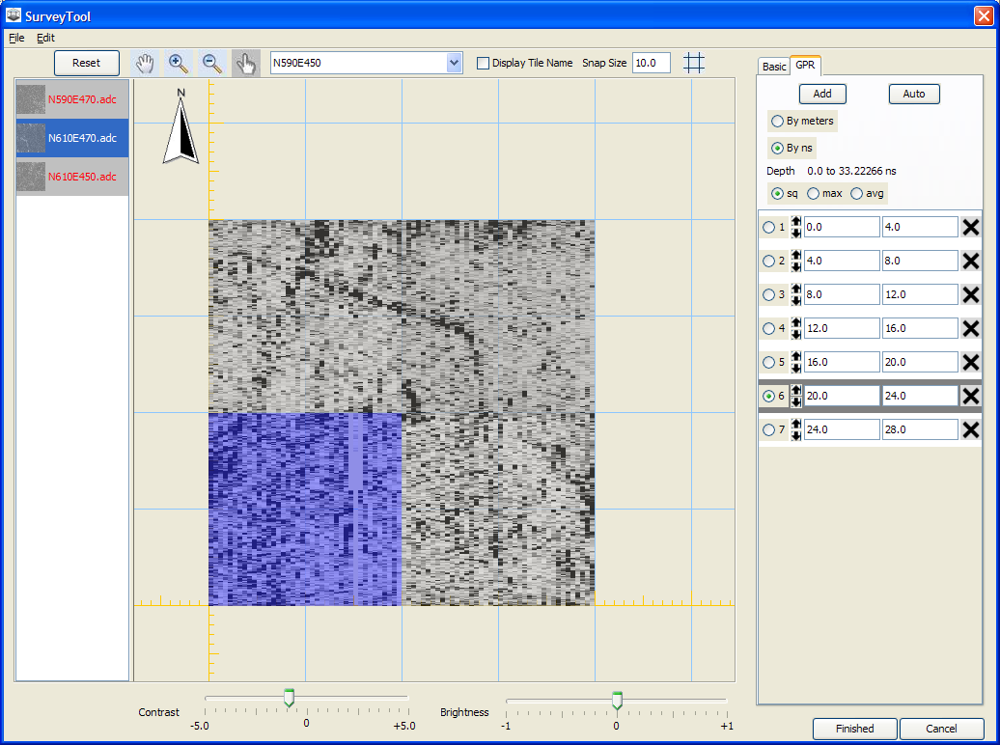 SurveyTool
File Edit
Reset N590E450 Display Tile Name Snap Size 10.0
Basic GPR
N590E470.adc
N610E470.adc
N610E450.adc
N
Add Auto
By meters
By ns
Depth 0.0 to 33.22266 ns
sq max avg
1 0.0 4.0
2 4.0 8.0
3 8.0 12.0
4 12.0 16.0
5 16.0 20.0
6 20.0 24.0
7 24.0 28.0
Contrast -5.0 0 +5.0
Brightness -1 0 +1
Finished Cancel